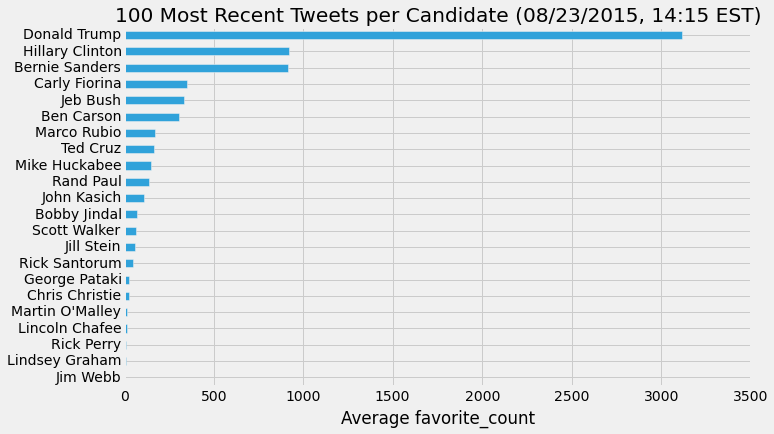 100 Most Recent Tweets per Candidate (08/23/2015, 14:15 EST)
Donald Trump
Hillary Clinton
Bernie Sanders
Carly Fiorina
Jeb Bush
Ben Carson
Marco Rubio
Ted Cruz
Mike Huckabee
Rand Paul
John Kasich
Bobby Jindal
Scott Walker
Jill Stein
Rick Santorum
George Pataki
Chris Christie
Martin O'Malley
Lincoln Chafee
Rick Perry
Lindsey Graham
Jim Webb
0 500 1000 1500 2000 2500 3000 3500
Average favorite_count